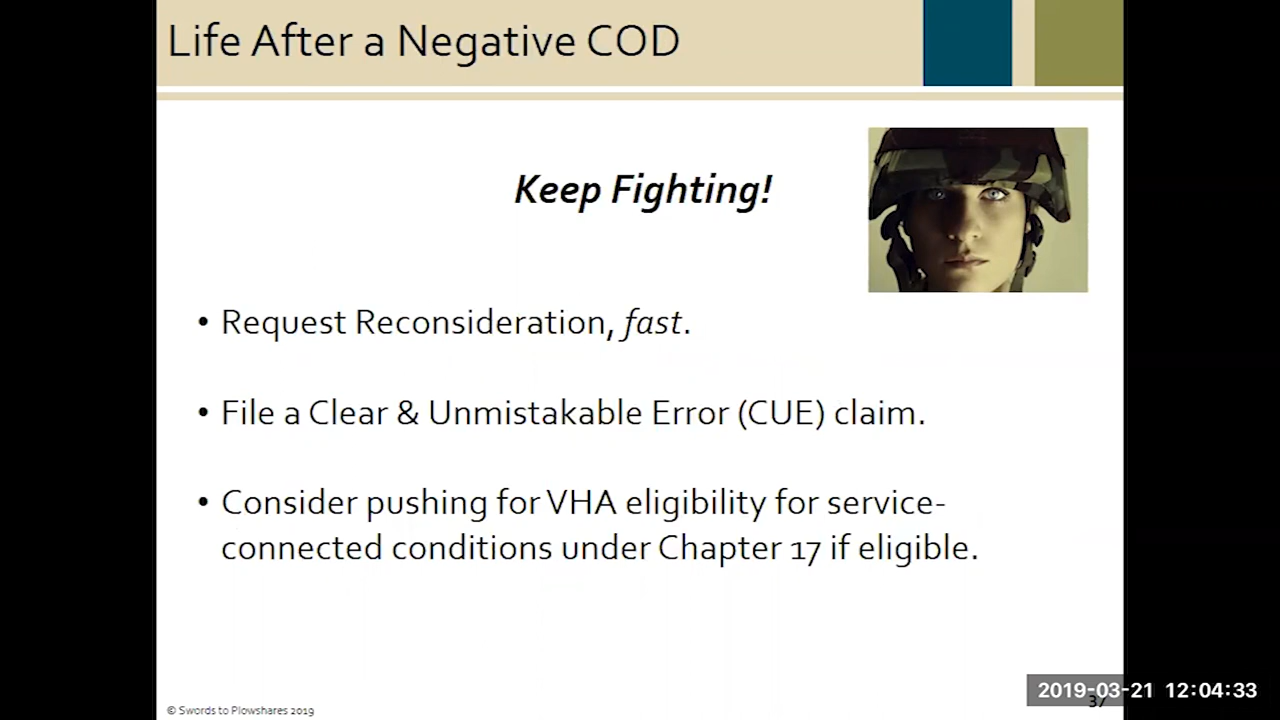 Life After a Negative COD
Keep Fighting!
• Request Reconsideration, fast.
• File a Clear & Unmistakable Error (CUE) claim.
• Consider pushing for VHA eligibility for service-
connected conditions under Chapter 17 if eligible.
2019-03-21 12:04:33
37
© Swords to Plowshares 2019